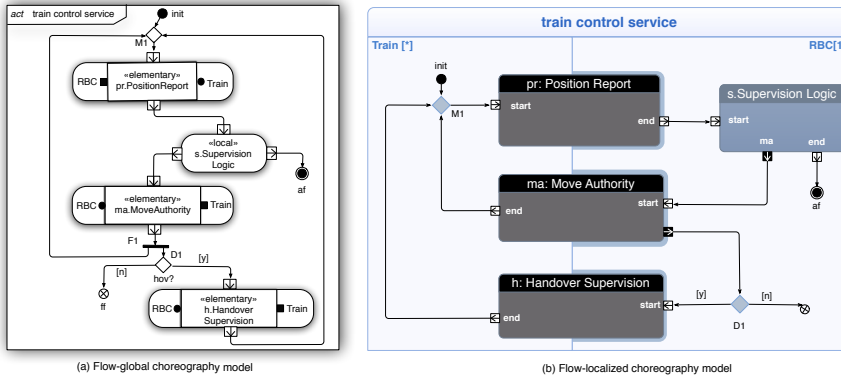 act train control service
init
M1
«elementary»
pr.PositionReport
RBC
Train
«local»
s.Supervision
Logic
af
«elementary»
ma.MoveAuthority
RBC
Train
F1
D1
[n]
[y]
hov?
ff
«elementary»
h.Handover
Supervision
RBC
Train
(a) Flow-global choreography model
train control service
Train [*]
RBC[1
init
M1
pr: Position Report
start
end
s.Supervision Logic
start
ma
end
af
ma: Move Authority
start
end
h: Handover Supervision
start
end
[y]
[n]
D1
(b) Flow-localized choreography model